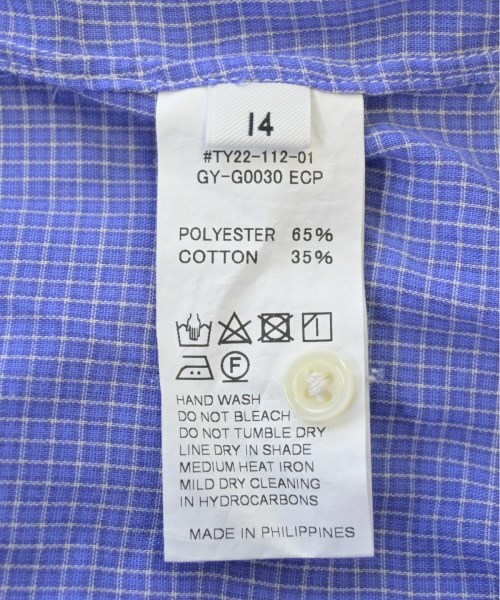 14
#TY22-112-01
GY-G0030 ECP
POLYESTER 65%
COTTON 35%
F
HAND WASH
DO NOT BLEACH
DO NOT TUMBLE DRY
LINE DRY IN SHADE
MEDIUM HEAT IRON
MILD DRY CLEANING
IN HYDROCARBONS
MADE IN PHILIPPINES